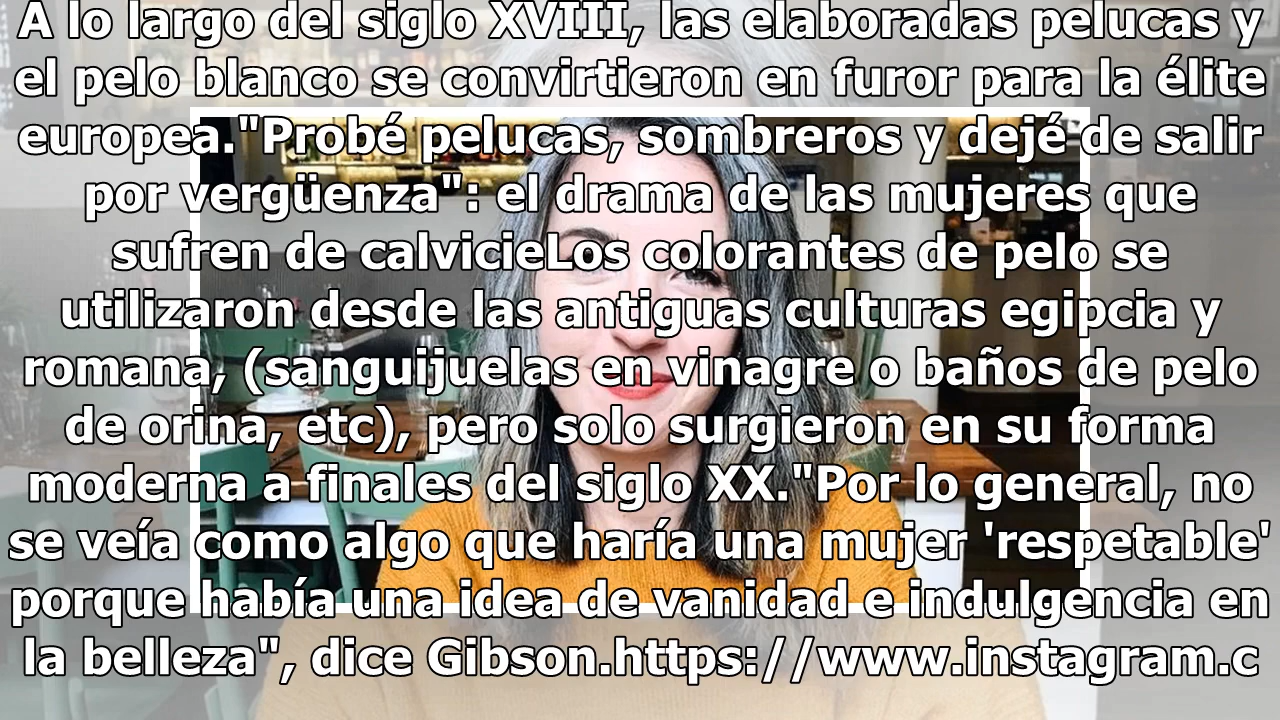 A lo largo del siglo XVIII, las elaboradas pelucas y
el pelo blanco se convirtieron en furor para la élite
europea."Probé pelucas, sombreros y dejé de salir
por vergüenza": el drama de las mujeres que
sufren de calvicieLos colorantes de pelo se
utilizaron desde las antiguas culturas egipcia y
romana, (sanguijuelas en vinagre o baños de pelo
de orina, etc), pero solo surgieron en su forma
moderna a finales del siglo XX."Por lo general, no
se veía como algo que haría una mujer 'respetable'
porque había una idea de vanidad e indulgencia en
la belleza", dice Gibson.https://www.instagram.c